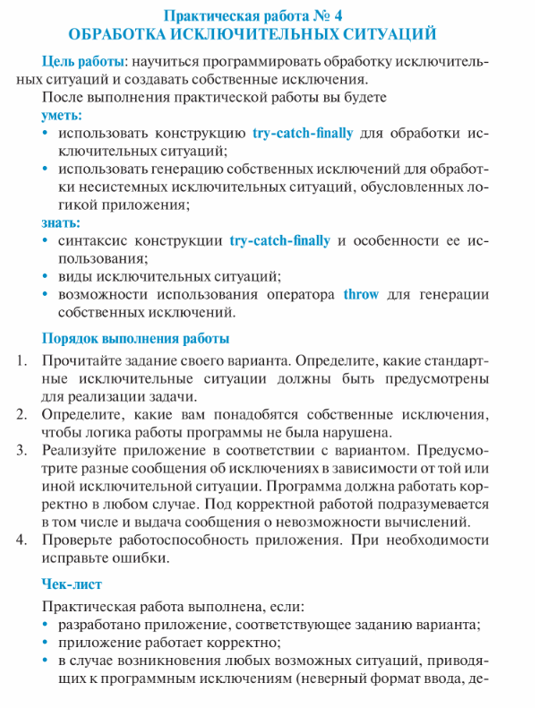 Практическая работа № 4
ОБРАБОТКА ИСКЛЮЧИТЕЛЬНЫХ СИТУАЦИЙ
Цель работы: научиться программировать обработку исключитель-
ных ситуаций и создавать собственные исключения.
После выполнения практической работы вы будете
уметь:
• использовать конструкцию try-catch-finally для обработки ис-
ключительных ситуаций;
• использовать генерацию собственных исключений для обработ-
ки несистемных исключительных ситуаций, обусловленных ло-
гикой приложения;
знать:
• синтаксис конструкции try-catch-finally и особенности ее ис-
пользования;
• виды исключительных ситуаций;
• возможности использования оператора throw для генерации
собственных исключений.
Порядок выполнения работы
1. Прочитайте задание своего варианта. Определите, какие стандарт-
ные исключительные ситуации должны быть предусмотрены
для реализации задачи.
2. Определите, какие вам понадобятся собственные исключения,
чтобы логика работы программы не была нарушена.
3. Реализуйте приложение в соответствии с вариантом. Предусмо-
трите разные сообщения об исключениях в зависимости от той или
иной исключительной ситуации. Программа должна работать кор-
ректно в любом случае. Под корректной работой подразумевается
в том числе и выдача сообщения о невозможности вычислений.
4. Проверьте работоспособность приложения. При необходимости
исправьте ошибки.
Чек-лист
Практическая работа выполнена, если:
• разработано приложение, соответствующее заданию варианта;
• приложение работает корректно;
• в случае возникновения любых возможных ситуаций, приводя-
щих к программным исключениям (неверный формат ввода, де-